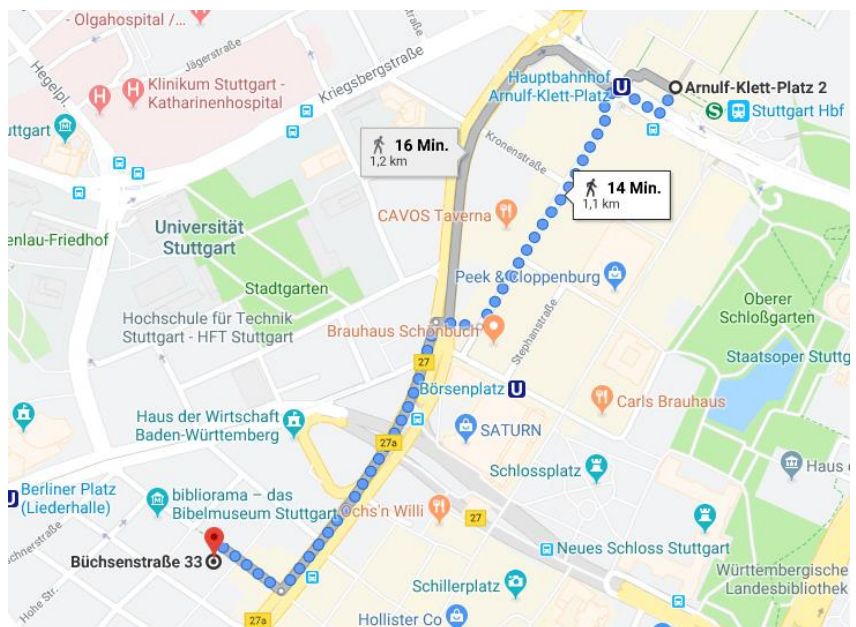 - Olgahospital /...
Jägerstraße
Hegelpl.
Kriegsbergstraße
Klinikum Stuttgart -
Katharinenhospital
Hauptbahnhof
Arnulf-Klett-Platz
U
Arnulf-Klett-Platz 2
S
Stuttgart Hbf
uttgart
H
H
16 Min.
1,2 km
Kronenstraße
14 Min.
1,1 km
CAVOS Taverna
Universität
Stuttgart
enlau-Friedhof
Stadtgarten
Peek & Cloppenburg
Oberer
Schloßgarten
Hochschule für Technik
Stuttgart - HFT Stuttgart
Brauhaus Schönbuch
Stephanstraße
Staatsoper Stuttg
27
Börsenplatz
U
Carls Brauhaus
Haus der Wirtschaft
Baden-Württemberg
27a
SATURN
Schlossplatz
Haus d
U
Berliner Platz
(Liederhalle)
bibliorama – das
Bibelmuseum Stuttgart
Ochs'n Willi
27
chnerstraße
Neues Schloss Stuttgart
Büchsenstraße 33
Württembergische
Landesbibliothek
Hohe Str.
Schillerplatz
27a
Hollister Co